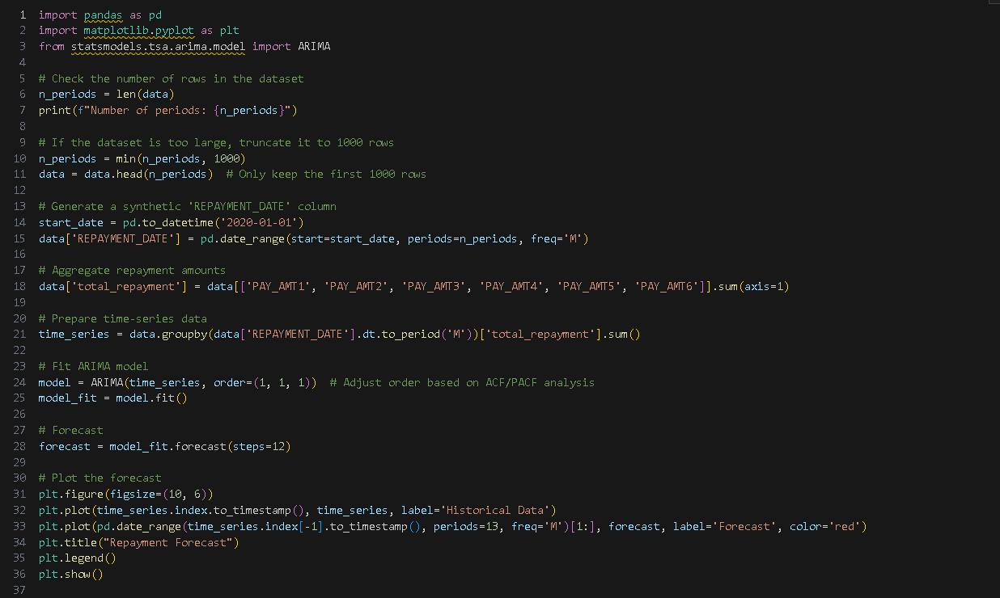 1 import pandas as pd
2 import matplotlib.pyplot as plt
3 from statsmodels.tsa.arima.model import ARIMA
4
5 # Check the number of rows in the dataset
6 n_periods = len(data)
7 print(f"Number of periods: {n_periods}")
8
9 # If the dataset is too large, truncate it to 1000 rows
10 n_periods = min(n_periods, 1000)
11 data = data.head(n_periods)  # Only keep the first 1000 rows
12
13 # Generate a synthetic 'REPAYMENT_DATE' column
14 start_date = pd.to_datetime('2020-01-01')
15 data['REPAYMENT_DATE'] = pd.date_range(start=start_date, periods=n_periods, freq='M')
16
17 # Aggregate repayment amounts
18 data['total_repayment'] = data[['PAY_AMT1', 'PAY_AMT2', 'PAY_AMT3', 'PAY_AMT4', 'PAY_AMT5', 'PAY_AMT6']].sum(axis=1)
19
20 # Prepare time-series data
21 time_series = data.groupby(data['REPAYMENT_DATE'].dt.to_period('M'))['total_repayment'].sum()
22
23 # Fit ARIMA model
24 model = ARIMA(time_series, order=(1, 1, 1))  # Adjust order based on ACF/PACF analysis
25 model_fit = model.fit()
26
27 # Forecast
28 forecast = model_fit.forecast(steps=12)
29
30 # Plot the forecast
31 plt.figure(figsize=(10, 6))
32 plt.plot(time_series.index.to_timestamp(), time_series, label='Historical Data')
33 plt.plot(pd.date_range(time_series.index[-1].to_timestamp(), periods=13, freq='M')[1:], forecast, label='Forecast', color='red')
34 plt.title("Repayment Forecast")
35 plt.legend()
36 plt.show()
37